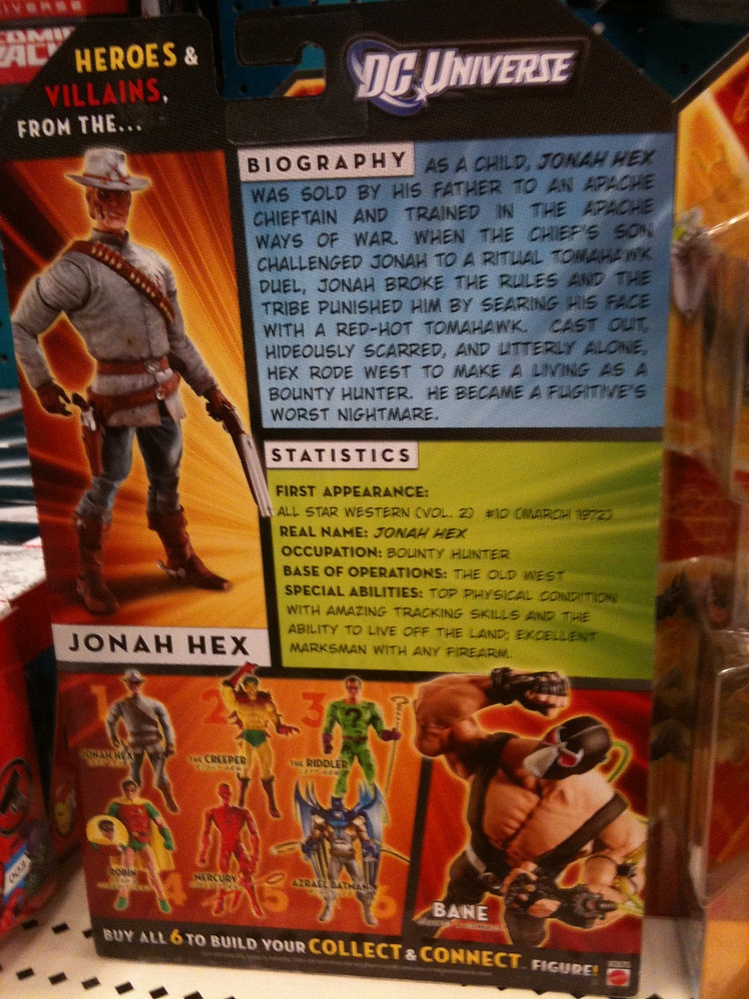 HEROES &
VILLAINS,
FROM THE...
DC UNIVERSE
BIOGRAPHY AS A CHILD, JONAH HEX
WAS SOLD BY HIS FATHER TO AN APACHE
CHIEFTAIN AND TRAINED IN THE APACHE
WAYS OF WAR. WHEN THE CHIEF'S SON
CHALLENGED JONAH TO A RITUAL TOMAHAWK
DUEL, JONAH BROKE THE RULES AND THE
TRIBE PUNISHED HIM BY SEARING HIS FACE
WITH A RED-HOT TOMAHAWK. CAST OUT,
HIDEOUSLY SCARRED, AND UTTERLY ALONE,
HEX RODE WEST TO MAKE A LIVING AS A
BOUNTY HUNTER. HE BECAME A FUGITIVE'S
WORST NIGHTMARE.
STATISTICS
FIRST APPEARANCE:
ALL STAR WESTERN (VOL. 2) #10 (MARCH 1972)
REAL NAME: JONAH HEX
OCCUPATION: BOUNTY HUNTER
BASE OF OPERATIONS: THE OLD WEST
SPECIAL ABILITIES: TOP PHYSICAL CONDITION
WITH AMAZING TRACKING SKILLS AND THE
ABILITY TO LIVE OFF THE LAND; EXCELLENT
MARKSMAN WITH ANY FIREARM.
JONAH HEX
1 2 3
JONAH HEX THE CREEPER THE RIDDLER
ROBIN MERCURY AZRAEL BATMAN
4 5 6
BANE
BUY ALL 6 TO BUILD YOUR COLLECT & CONNECT FIGURE!
MATTEL